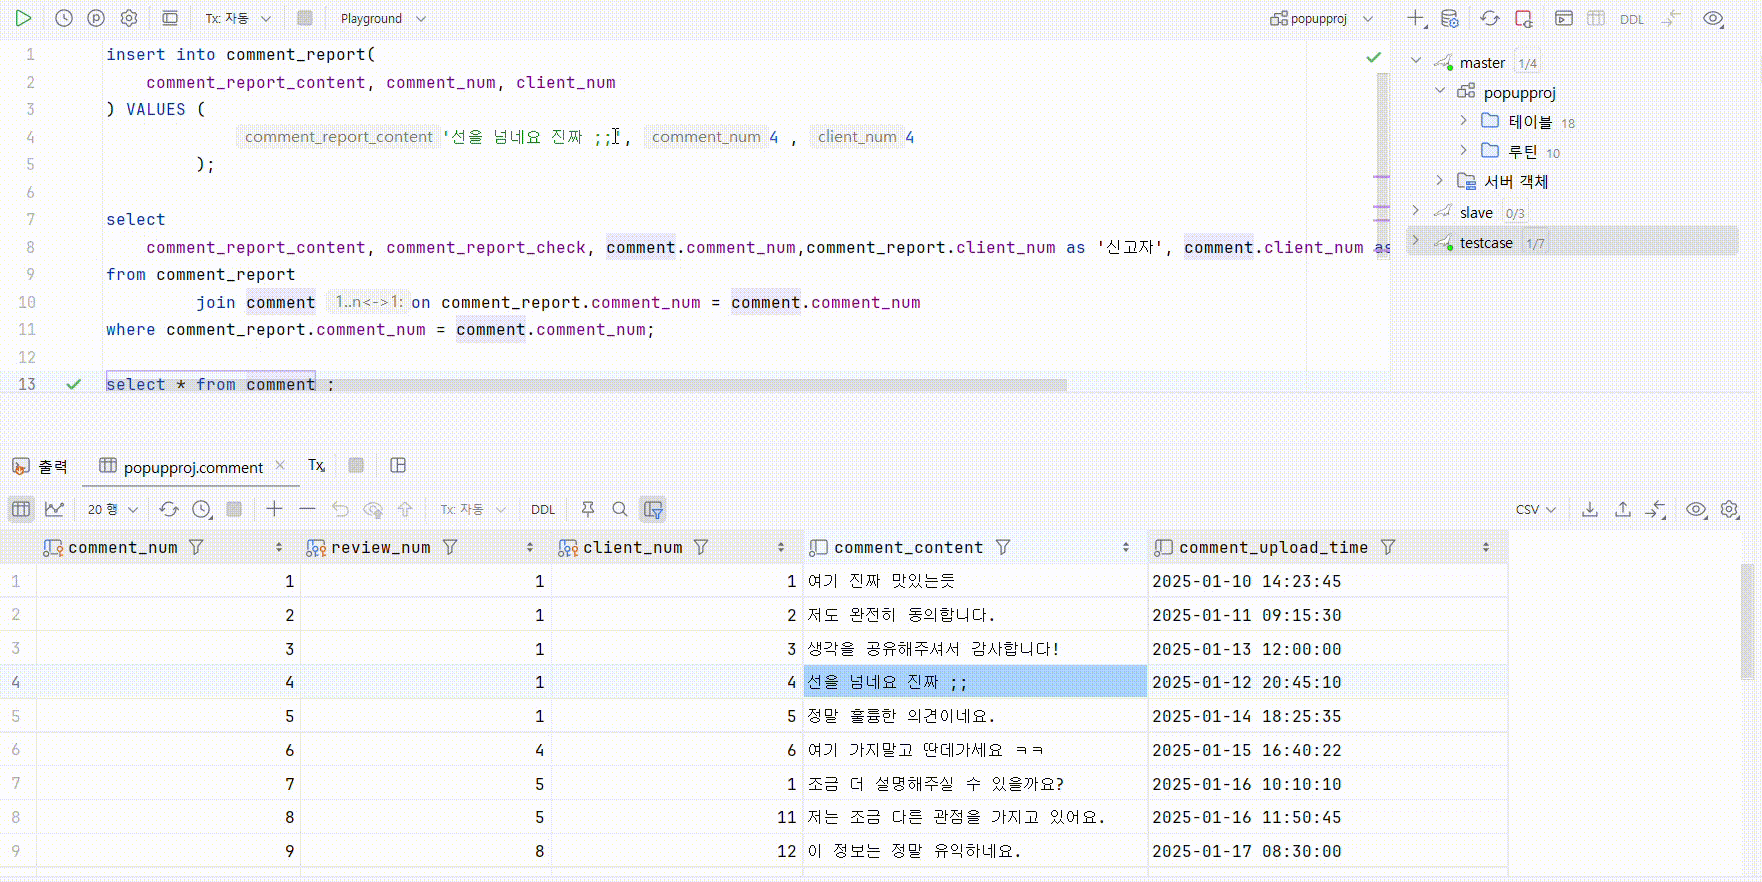 Tx: 자동 Playground popupproj DDL
1 insert into comment_report(
2 comment_report_content, comment_num, client_num
3 ) VALUES (
4 comment_report_content '선을 넘네요 진짜 ;;', comment_num 4 , client_num 4
5 );
6
7 select
8 comment_report_content, comment_report_check, comment.comment_num,comment_report.client_num as '신고자', comment.client_num as
9 from comment_report
10 join comment 1..n<->1: on comment_report.comment_num = comment.comment_num
11 where comment_report.comment_num = comment.comment_num;
12
13 select * from comment ;
master 1/4
popupproj
테이블 18
루틴 10
서버 객체
slave 0/3
testcase 1/7
출력 popupproj.comment Tx
20 행 Tx: 자동 DDL CSV
comment_num review_num client_num comment_content comment_upload_time
1 1 1 1 여기 진짜 맛있는듯 2025-01-10 14:23:45
2 2 1 2 저도 완전히 동의합니다. 2025-01-11 09:15:30
3 3 1 3 생각을 공유해주셔서 감사합니다! 2025-01-13 12:00:00
4 4 1 4 선을 넘네요 진짜 ;; 2025-01-12 20:45:10
5 5 1 5 정말 훌륭한 의견이네요. 2025-01-14 18:25:35
6 6 4 6 여기 가지말고 딴데가세요 ㅋㅋ 2025-01-15 16:40:22
7 7 5 1 조금 더 설명해주실 수 있을까요? 2025-01-16 10:10:10
8 8 5 11 저는 조금 다른 관점을 가지고 있어요. 2025-01-16 11:50:45
9 9 8 12 이 정보는 정말 유익하네요. 2025-01-17 08:30:00